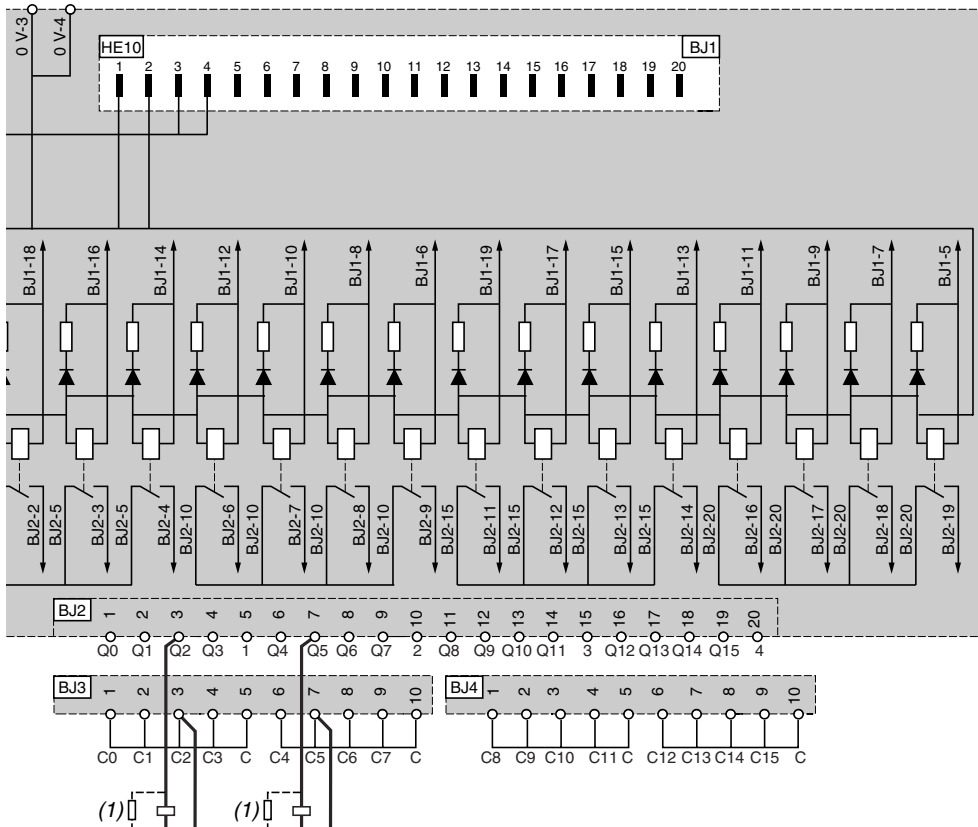 0 V-3
0 V-4
HE10
BJ1
1 2 3 4 5 6 7 8 9 10 11 12 13 14 15 16 17 18 19 20
BJ1-18
BJ1-16
BJ1-14
BJ1-12
BJ1-10
BJ1-8
BJ1-6
BJ1-19
BJ1-17
BJ1-15
BJ1-13
BJ1-11
BJ1-9
BJ1-7
BJ1-5
BJ2-2
BJ2-5
BJ2-3
BJ2-5
BJ2-4
BJ2-10
BJ2-6
BJ2-10
BJ2-7
BJ2-10
BJ2-8
BJ2-10
BJ2-9
BJ2-15
BJ2-11
BJ2-15
BJ2-12
BJ2-15
BJ2-13
BJ2-15
BJ2-14
BJ2-20
BJ2-16
BJ2-20
BJ2-17
BJ2-20
BJ2-18
BJ2-20
BJ2-19
BJ2
1 2 3 4 5 6 7 8 9 10 11 12 13 14 15 16 17 18 19 20
Q0 Q1 Q2 Q3 1 Q4 Q5 Q6 Q7 2 Q8 Q9 Q10 Q11 3 Q12 Q13 Q14 Q15 4
BJ3
1 2 3 4 5 6 7 8 9 10
C0 C1 C2 C3 C C4 C5 C6 C7 C
BJ4
1 2 3 4 5 6 7 8 9 10
C8 C9 C10 C11 C C12 C13 C14 C15 C
(1)
(1)